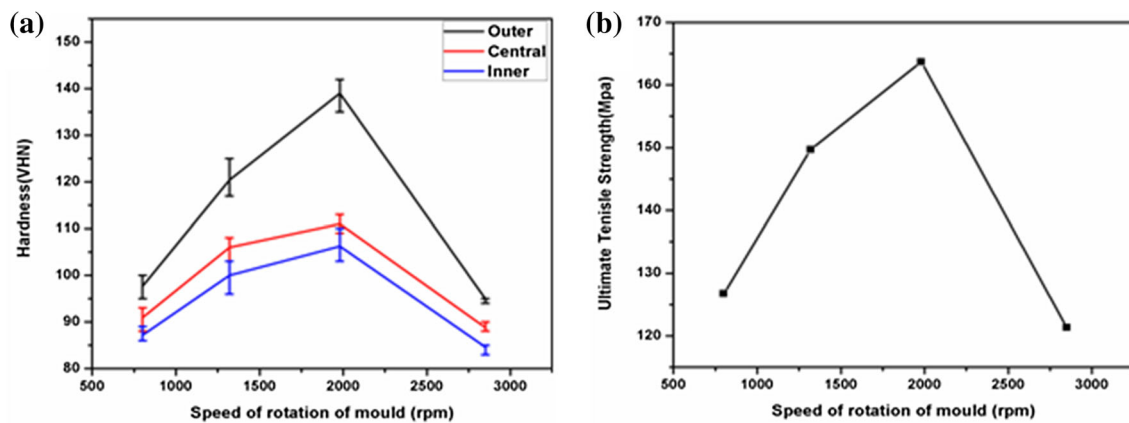 (a)
150
140
130
120
110
100
90
80
Hardness(VHN)
Outer
Central
Inner
500 1000 1500 2000 2500 3000
Speed of rotation of mould (rpm)
(b)
170
160
150
140
130
120
Ultimate Tenisle Strength(Mpa)
500 1000 1500 2000 2500 3000
Speed of rotation of mould (rpm)